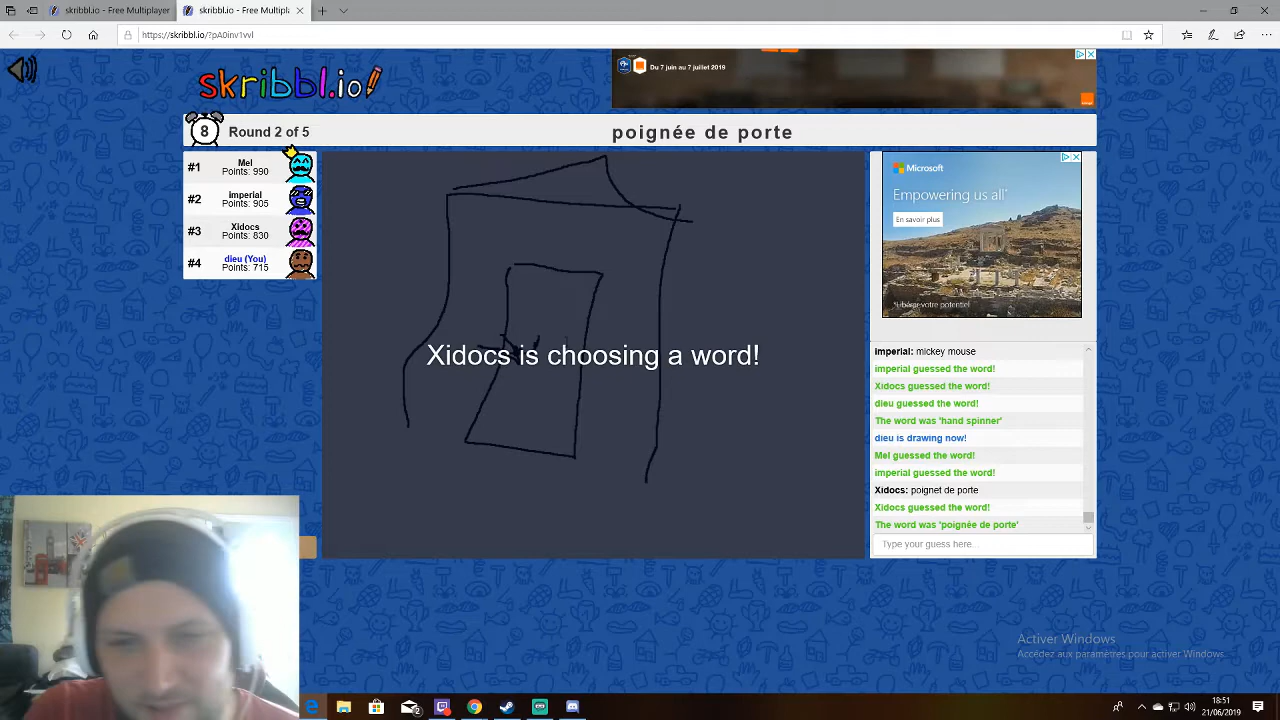 skribbl.io - Free Multiplayer
skribbl.io - Free Mult
https://skribbl.io/?pA0inv1vvl
skribbl.io
Du 7 juin au 7 juillet 2019
8
Round 2 of 5
poignée de porte
#1
Mel
Points: 990
#2
imperial
Points: 905
#3
Xidocs
Points: 830
#4
dieu (You)
Points: 715
Xidocs is choosing a word!
Microsoft
Empowering us all*
En savoir plus
*Libérer votre potentiel
imperial: mickey mouse
imperial guessed the word!
Xidocs guessed the word!
dieu guessed the word!
The word was 'hand spinner'
dieu is drawing now!
Mel guessed the word!
imperial guessed the word!
Xidocs: poignet de porte
Xidocs guessed the word!
The word was 'poignée de porte'
Type your guess here...
Activer Windows
Accédez aux paramètres pour activer Windows.
18:51
21/06/2019